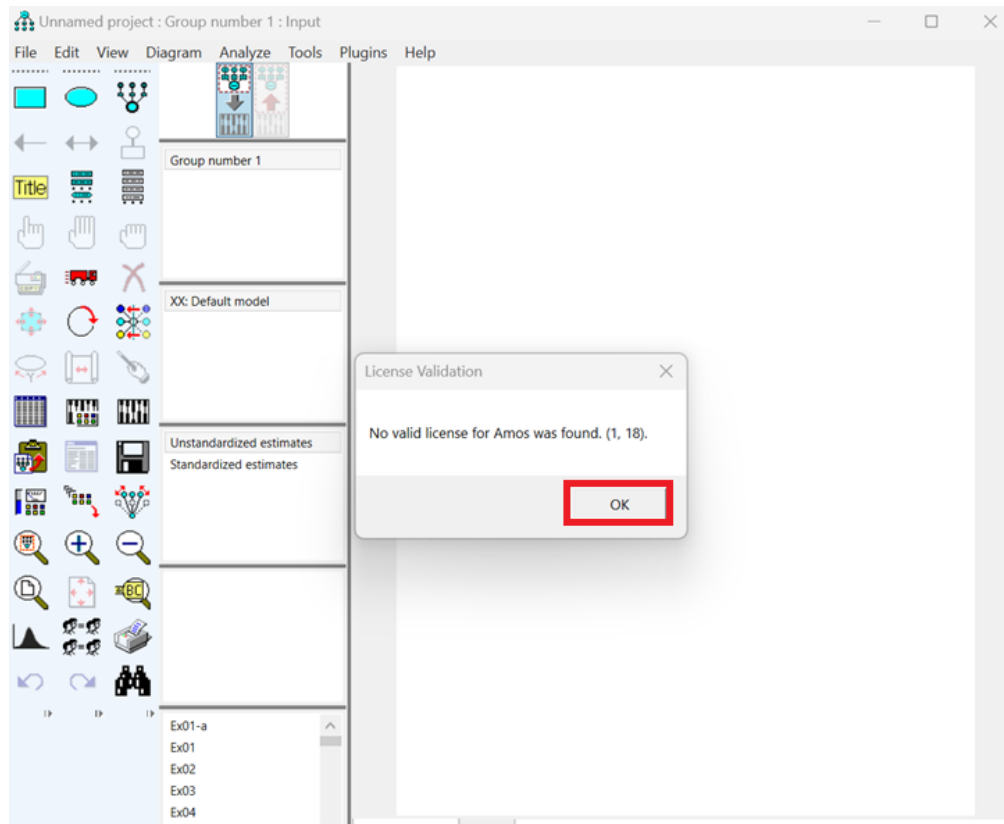 Unnamed project : Group number 1 : Input
File Edit View Diagram Analyze Tools Plugins Help
Title
Group number 1
XX: Default model
License Validation
No valid license for Amos was found. (1, 18).
OK
Unstandardized estimates
Standardized estimates
Ex01-a
Ex01
Ex02
Ex03
Ex04